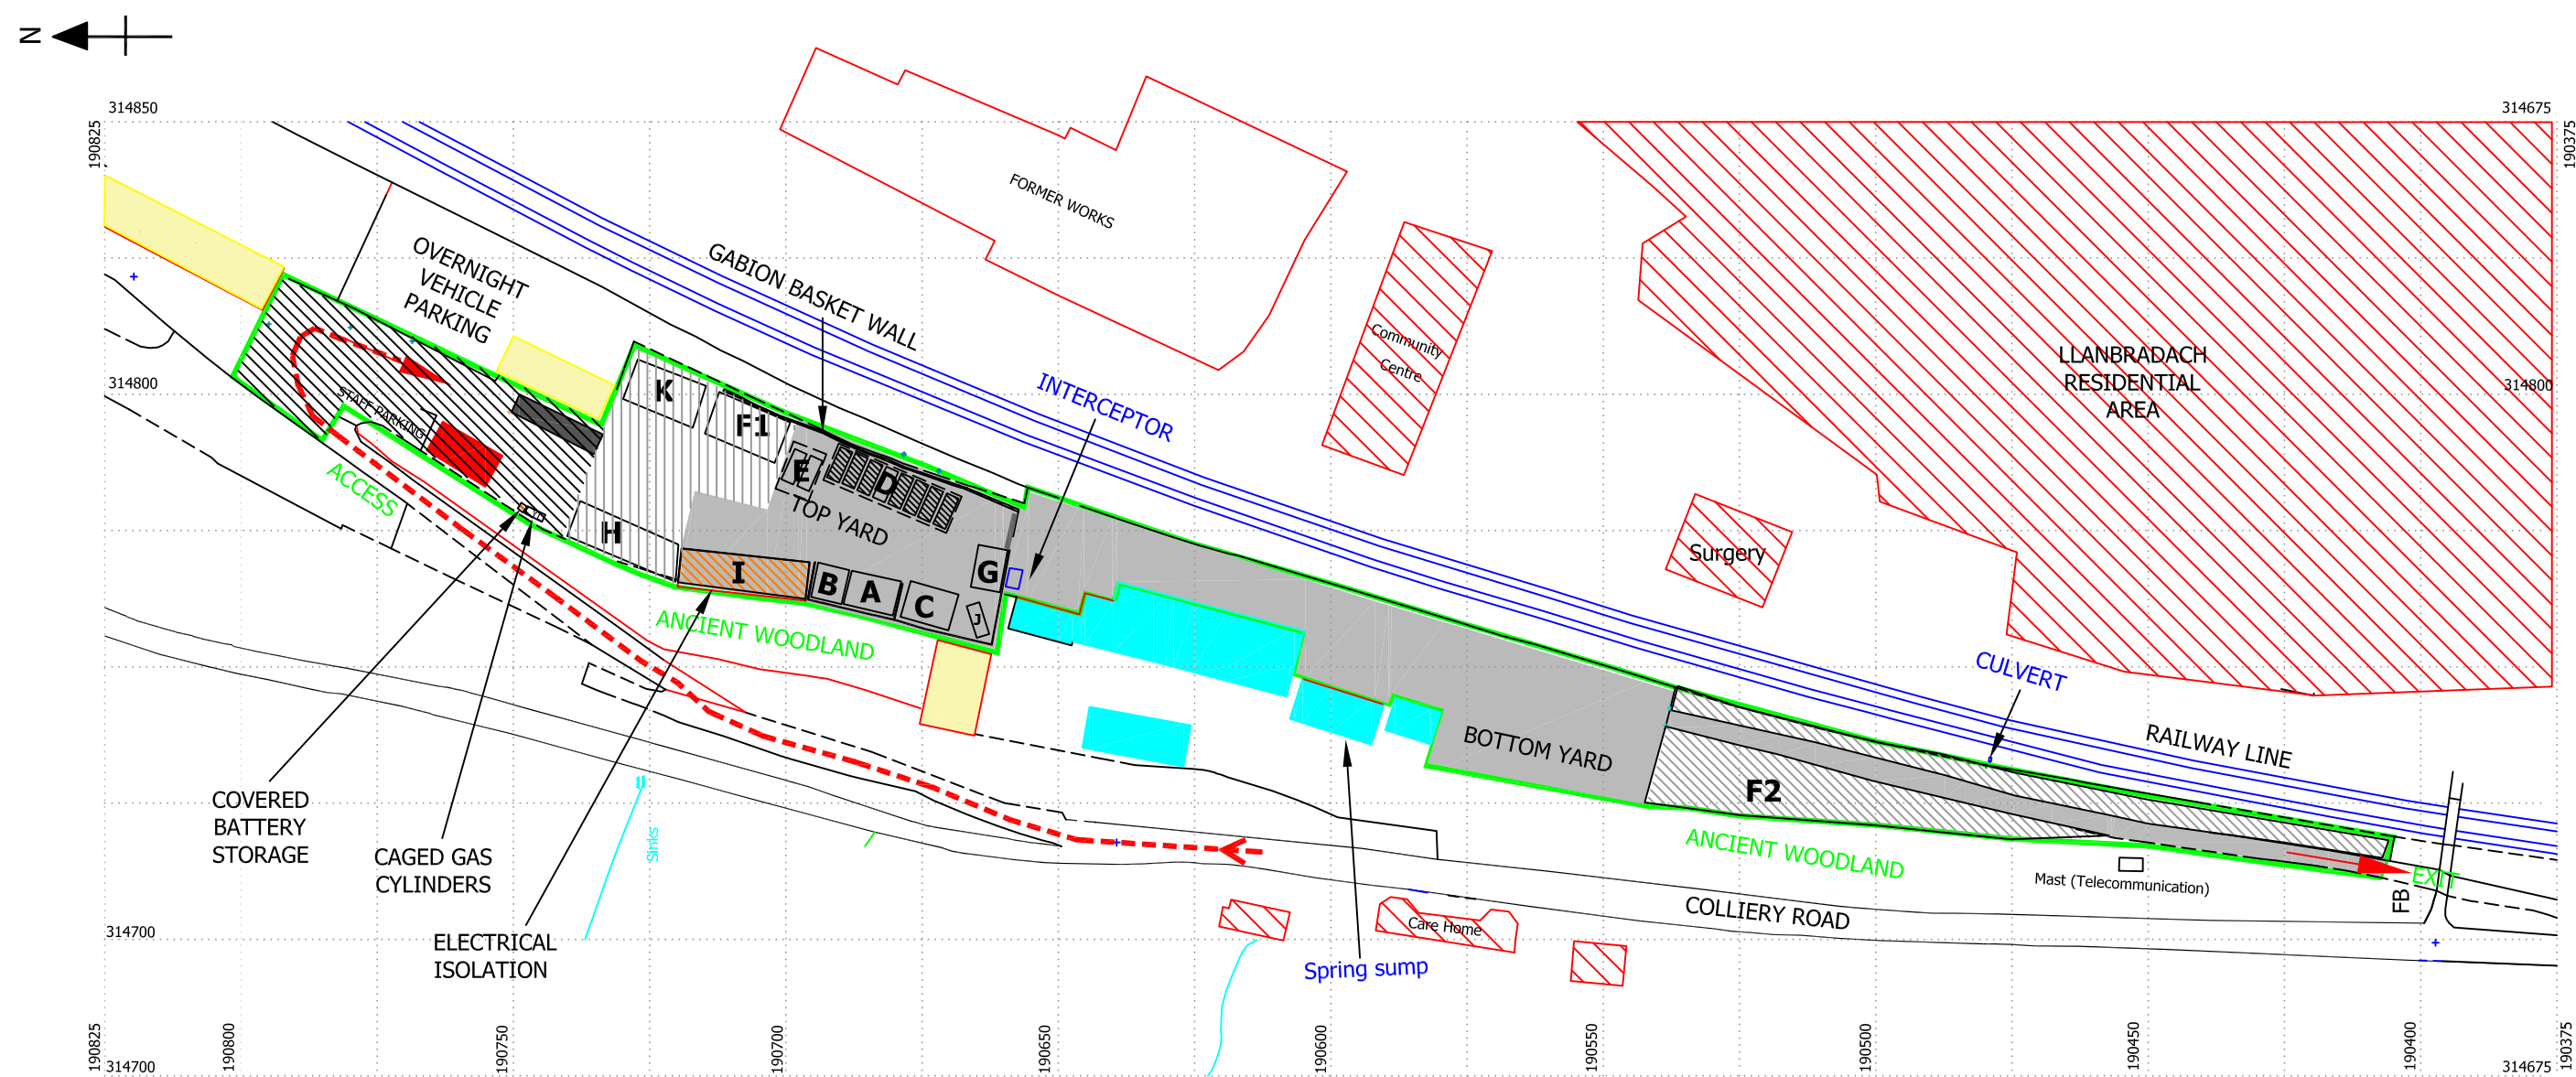 N
314850
314675
190825
190375
FORMER WORKS
OVERNIGHT
VEHICLE
PARKING
GABION BASKET WALL
INTERCEPTOR
Community
Centre
LLANBRADACH
RESIDENTIAL
AREA
314800
314800
STAFF PARKING
ACCESS
K
F1
E
D
TOP YARD
H
I
B
A
C
G
J
Surgery
ANCIENT WOODLAND
CULVERT
RAILWAY LINE
BOTTOM YARD
F2
ANCIENT WOODLAND
Mast (Telecommunication)
EXIT
FB
COVERED
BATTERY
STORAGE
CAGED GAS
CYLINDERS
Sinks
ELECTRICAL
ISOLATION
Spring sump
Care Home
COLLIERY ROAD
314700
190825
190800
190750
190700
190650
190600
190550
190500
190450
190400
190375
314700
314675